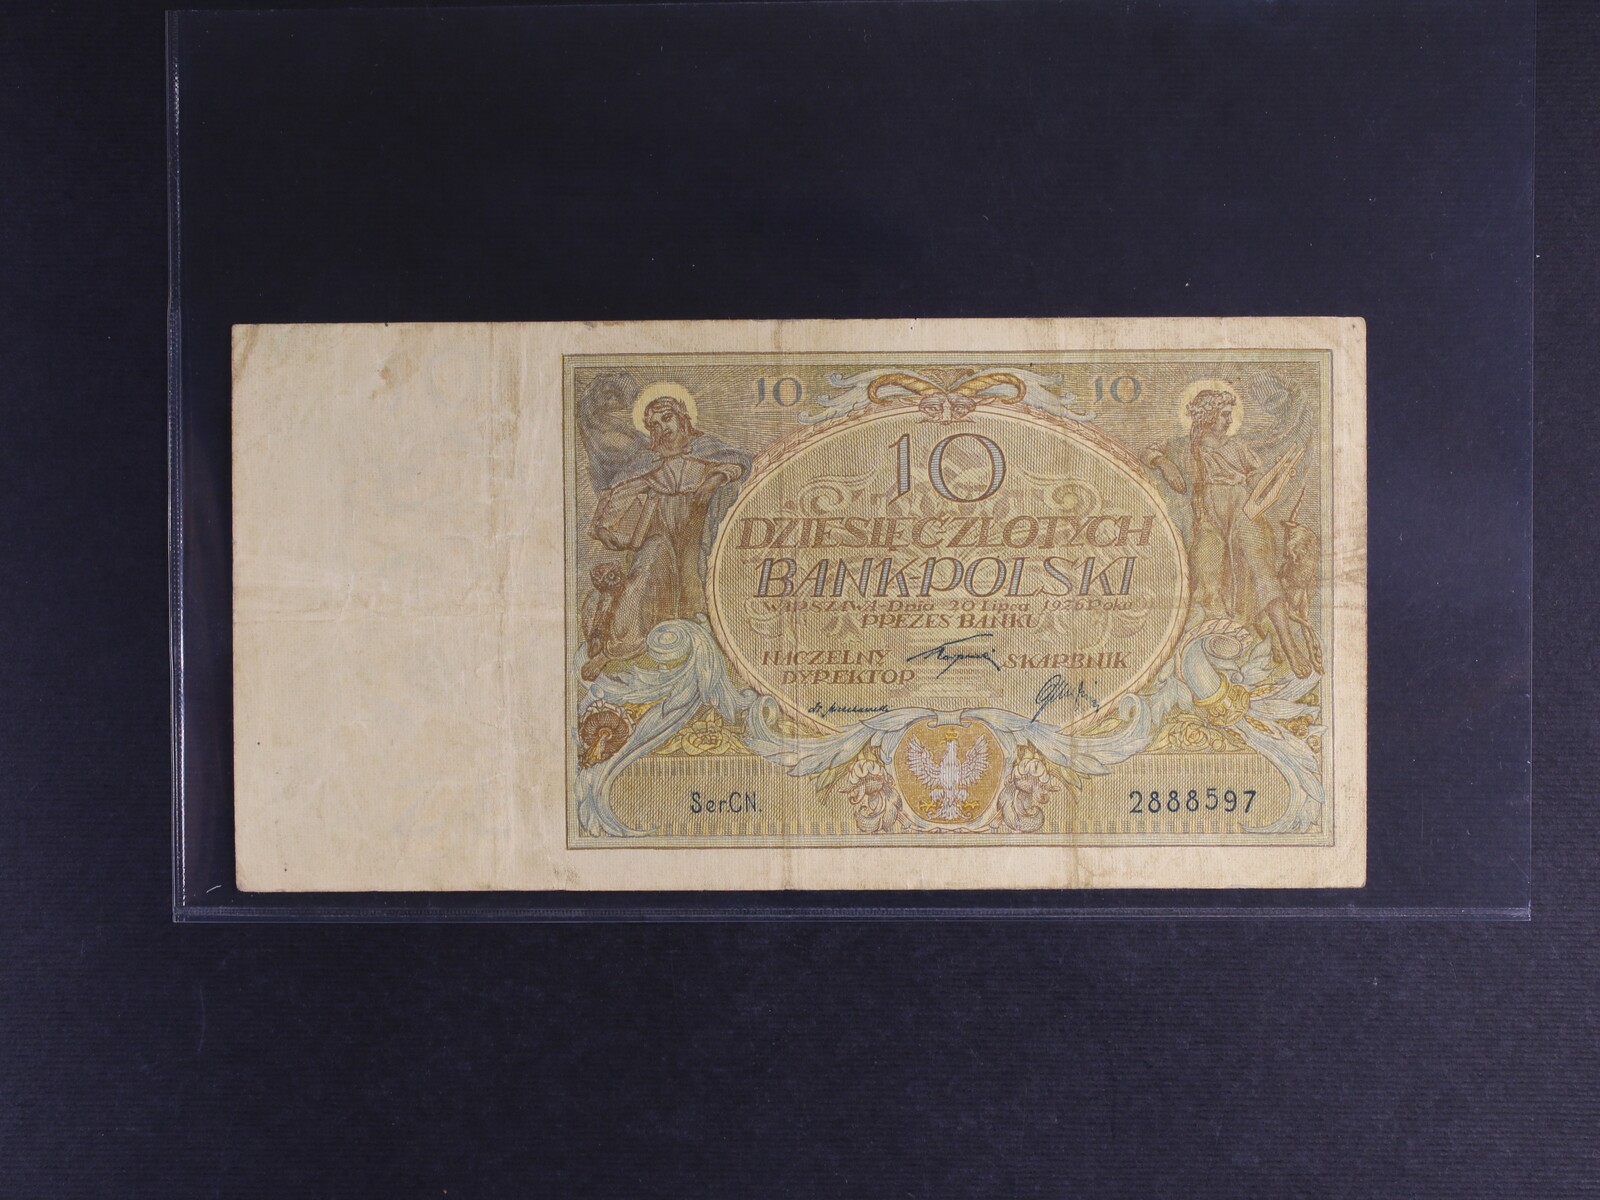 10 10
10
DZIESIĘĆ ZŁOTYCH
BANK POLSKI
WARSZAWA-Dnia 20 Lipca 1926 Roku
PREZES BANKU
NACZELNY DYREKTOR
SKARBNIK
Ser.CN.
2888597